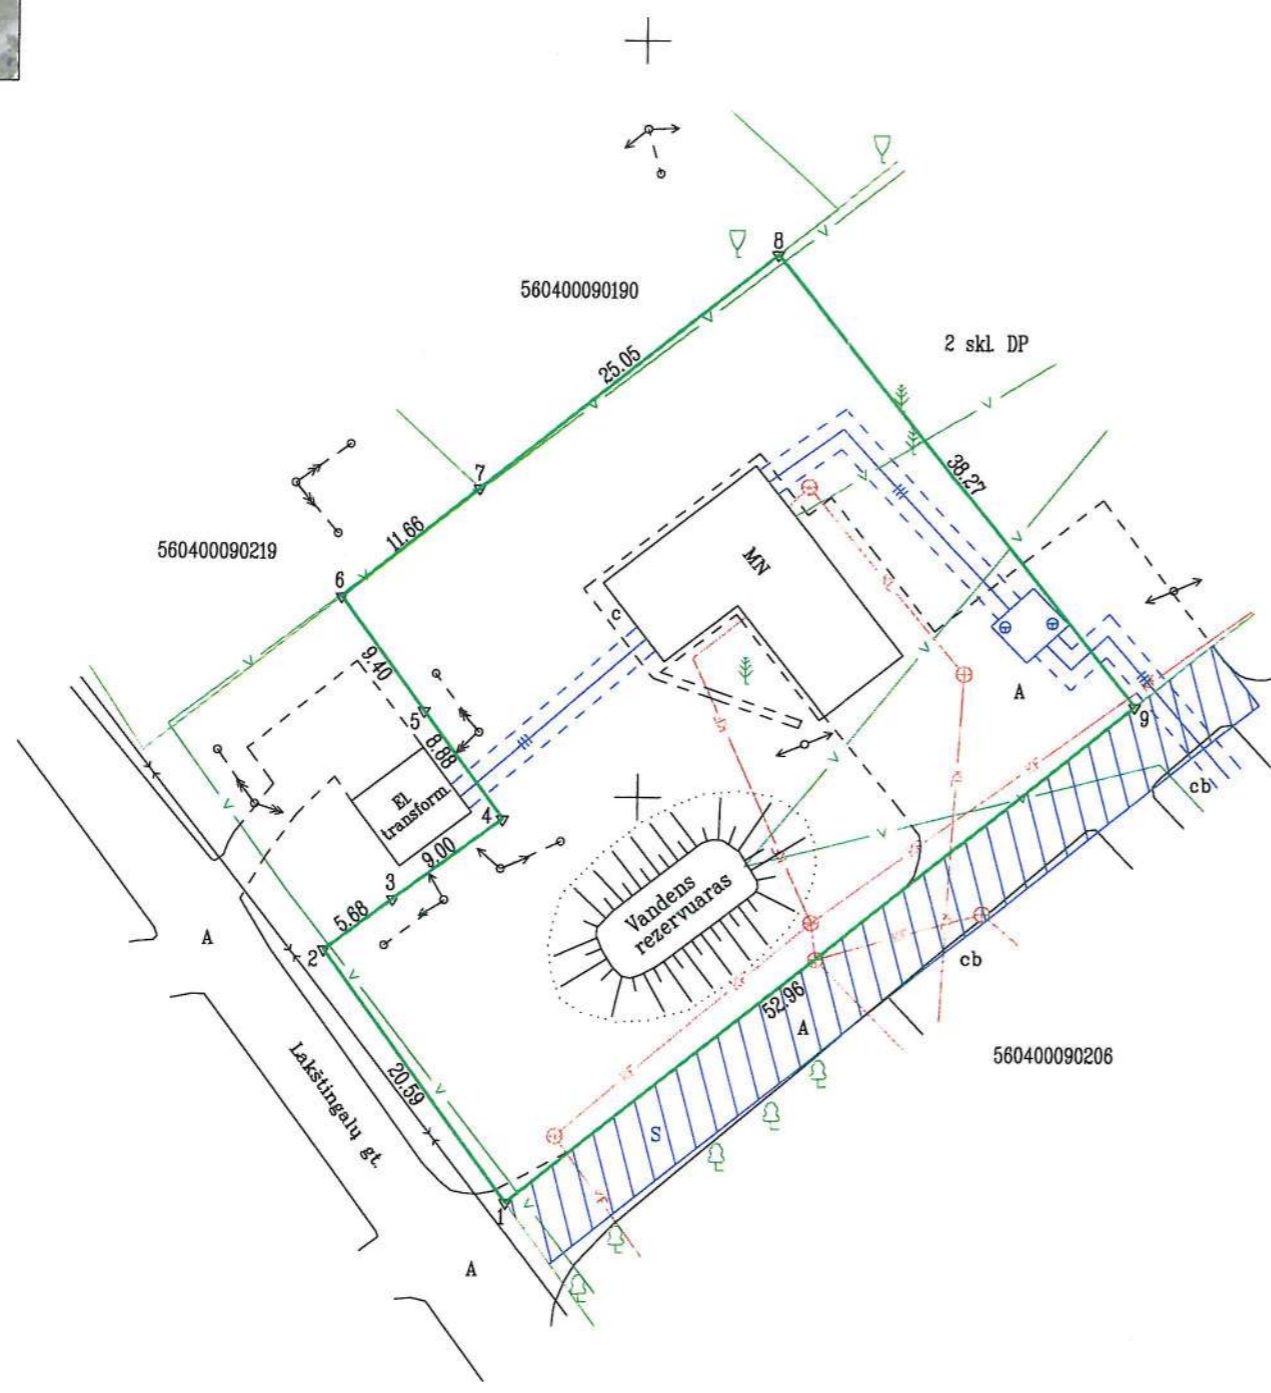 8
560400090190
2 skl. DP
25.05
7
38.27
560400090219
11.66
6
MN
c
9.40
5
8.88
A
9
El.
transform.
4
cb
9.00
3
Vandens
rezervuaras
5.68
A
2
cb
52.96
A
560400090206
Lakštingalų gt.
20.59
S
1
A